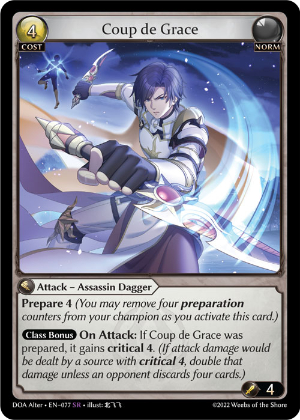 4
Coup de Grace
COST
NORM
Attack – Assassin Dagger
Prepare 4 (You may remove four preparation
counters from your champion as you activate this card.)
Class Bonus On Attack: If Coup de Grace was
prepared, it gains critical 4. (If attack damage would
be dealt by a source with critical 4, double that
damage unless an opponent discards four cards.)
4
DOA Alter • EN-077 SR • illust:
©2022 Weebs of the Shore